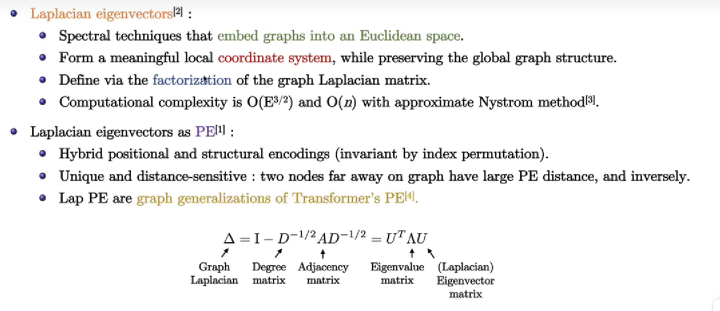 Laplacian eigenvectors[2] :
Spectral techniques that embed graphs into an Euclidean space.
Form a meaningful local coordinate system, while preserving the global graph structure.
Define via the factorization of the graph Laplacian matrix.
Computational complexity is O(E^{3/2}) and O(n) with approximate Nystrom method[3].
Laplacian eigenvectors as PE[1] :
Hybrid positional and structural encodings (invariant by index permutation).
Unique and distance-sensitive : two nodes far away on graph have large PE distance, and inversely.
Lap PE are graph generalizations of Transformer's PE[4].
Δ = I − D^{−1/2}AD^{−1/2} = U^TΛU
Graph Degree Adjacency Eigenvalue (Laplacian)
Laplacian matrix matrix matrix Eigenvector
matrix